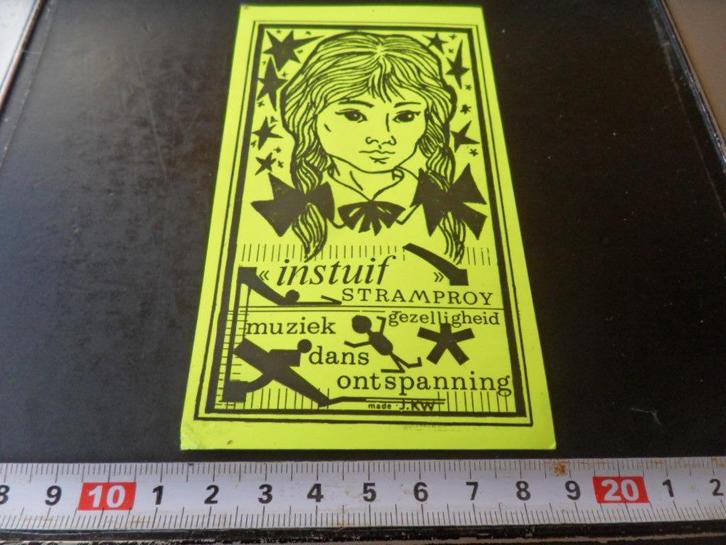 « instuif »
STRAMPROY
gezelligheid
muziek
dans
ontspanning
made J.KW
8 9 10 1 2 3 4 5 6 7 8 9 20 1 2